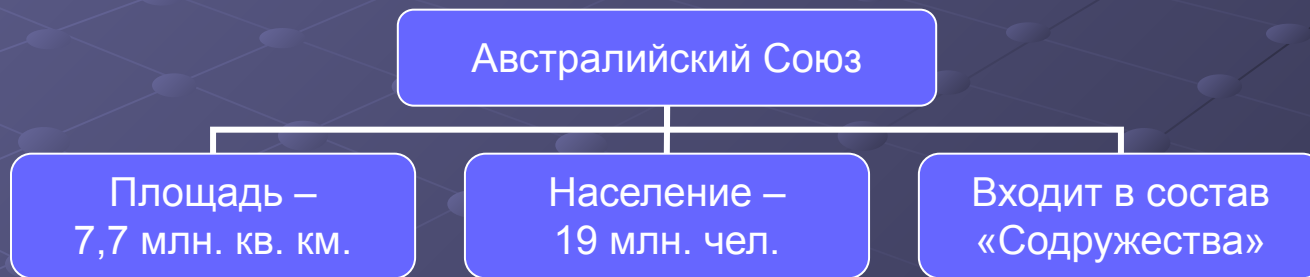 Австралийский Союз
Площадь –
7,7 млн. кв. км.
Население –
19 млн. чел.
Входит в состав
«Содружества»